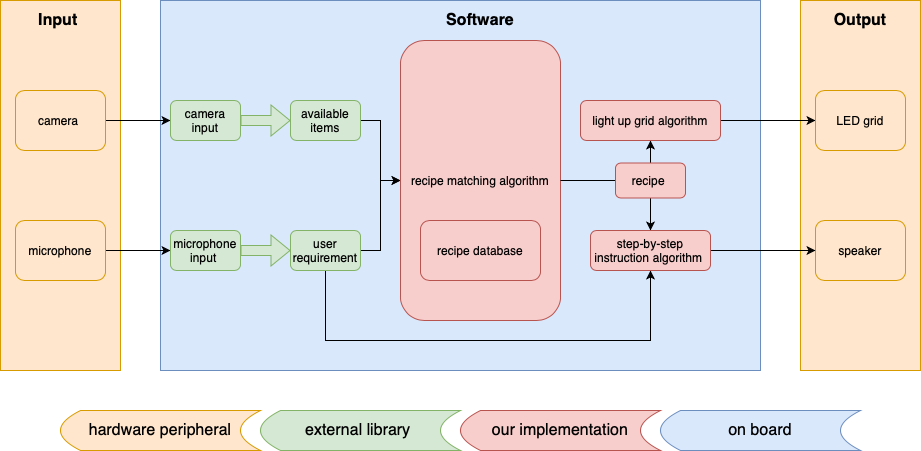 Input
Software
Output
camera
camera
input
available
items
light up grid algorithm
LED grid
recipe matching algorithm
recipe
microphone
microphone
input
user
requirement
recipe database
step-by-step
instruction algorithm
speaker
hardware peripheral
external library
our implementation
on board